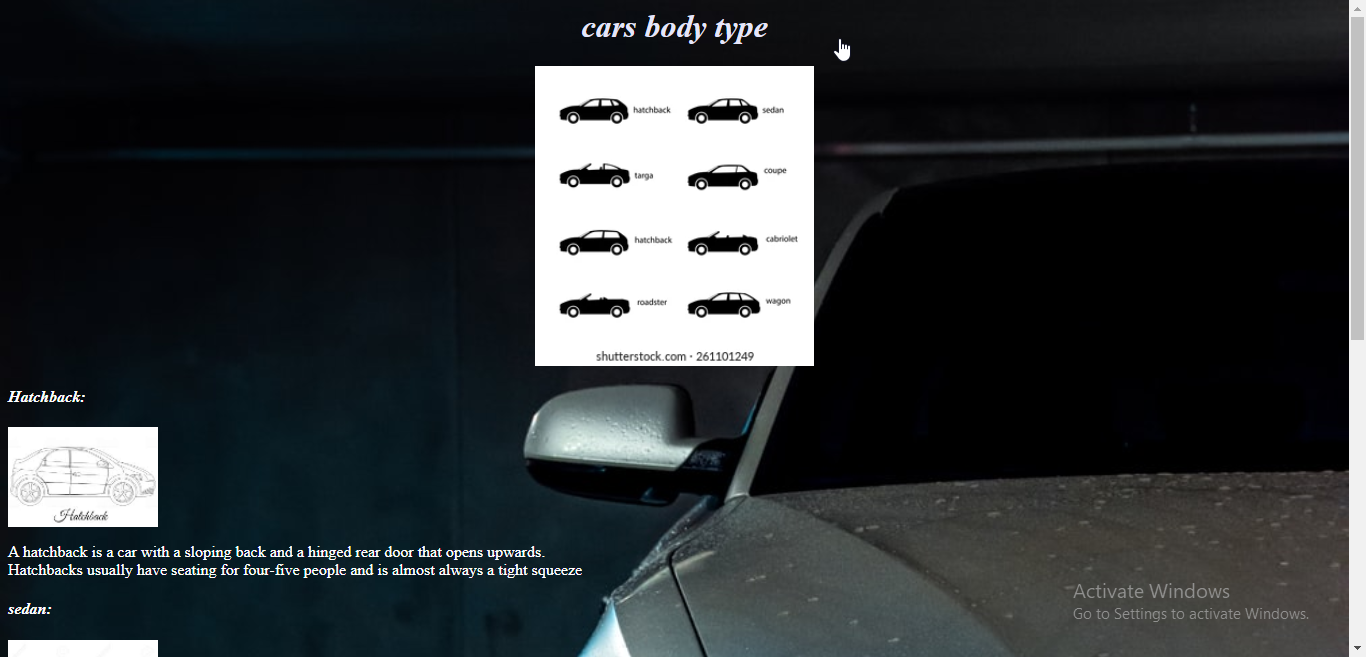 cars body type
hatchback sedan
targa coupe
hatchback cabriolet
roadster wagon
shutterstock.com · 261101249
Hatchback:
Hatchback
A hatchback is a car with a sloping back and a hinged rear door that opens upwards.
Hatchbacks usually have seating for four-five people and is almost always a tight squeeze
sedan:
Activate Windows
Go to Settings to activate Windows.